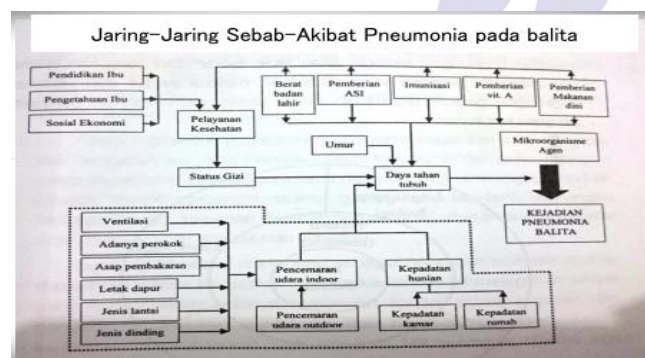 Jaring-Jaring Sebab-Akibat Pneumonia pada balita
Pendidikan Ibu
Pengetahuan Ibu
Sosial Ekonomi
Pelayanan
Kesehatan
Status Gizi
Berat
badan
lahir
Pemberian
ASI
Imunisasi
Pemberian
vit. A
Pemberian
Makanan
dini
Umur
Daya tahan
tubuh
Mikroorganisme
Agen
KEJADIAN
PNEUMONIA
BALITA
Ventilasi
Adanya perokok
Asap pembakaran
Letak dapur
Jenis lantai
Jenis dinding
Pencemaran
udara indoor
Pencemaran
udara outdoor
Kepadatan
hunian
Kepadatan
kamar
Kepadatan
rumah